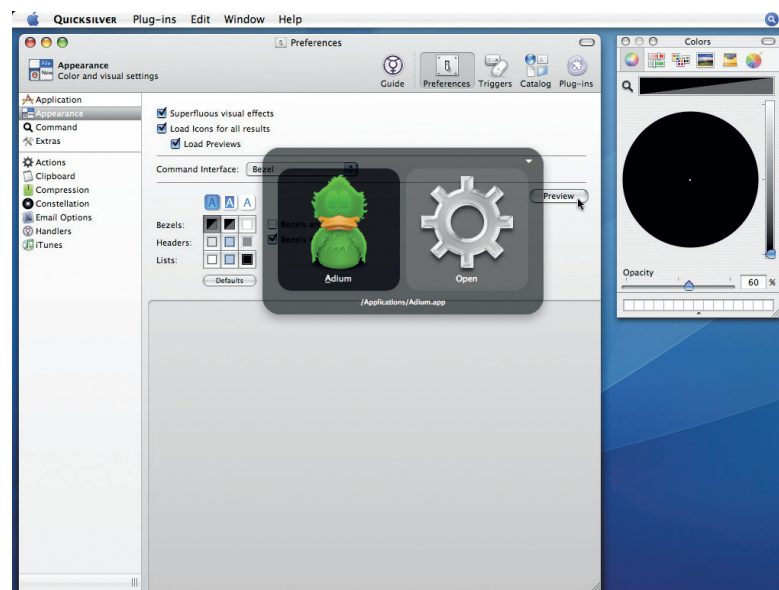 QUICKSILVER Plug-ins Edit Window Help
Preferences
Appearance
Color and visual settings
Guide Preferences Triggers Catalog Plug-ins
Application
Appearance
Command
Extras
Actions
Clipboard
Compression
Constellation
Email Options
Handlers
iTunes
Superfluous visual effects
Load Icons for all results
Load Previews
Command Interface: Bezel
Preview
A A A
Bezels:
Headers:
Lists:
Bezels
Bezels
Defaults
Adium
Open
/Applications/Adium.app
Colors
Opacity
60 %